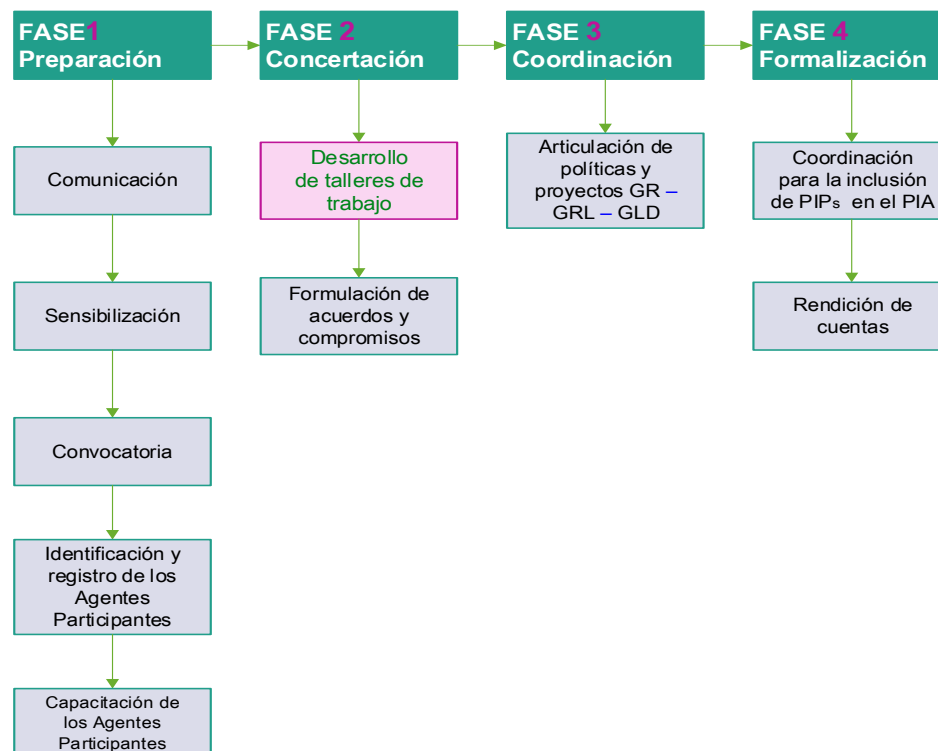 FASE1
Preparación
Comunicación
Sensibilización
Convocatoria
Identificación y
registro de los
Agentes
Participantes
Capacitación de
los Agentes
Participantes
FASE 2
Concertación
Desarrollo
de talleres de
trabajo
Formulación de
acuerdos y
compromisos
FASE 3
Coordinación
Articulación de
políticas y
proyectos GR –
GRL – GLD
FASE 4
Formalización
Coordinación
para la inclusión
de PIPs en el PIA
Rendición de
cuentas